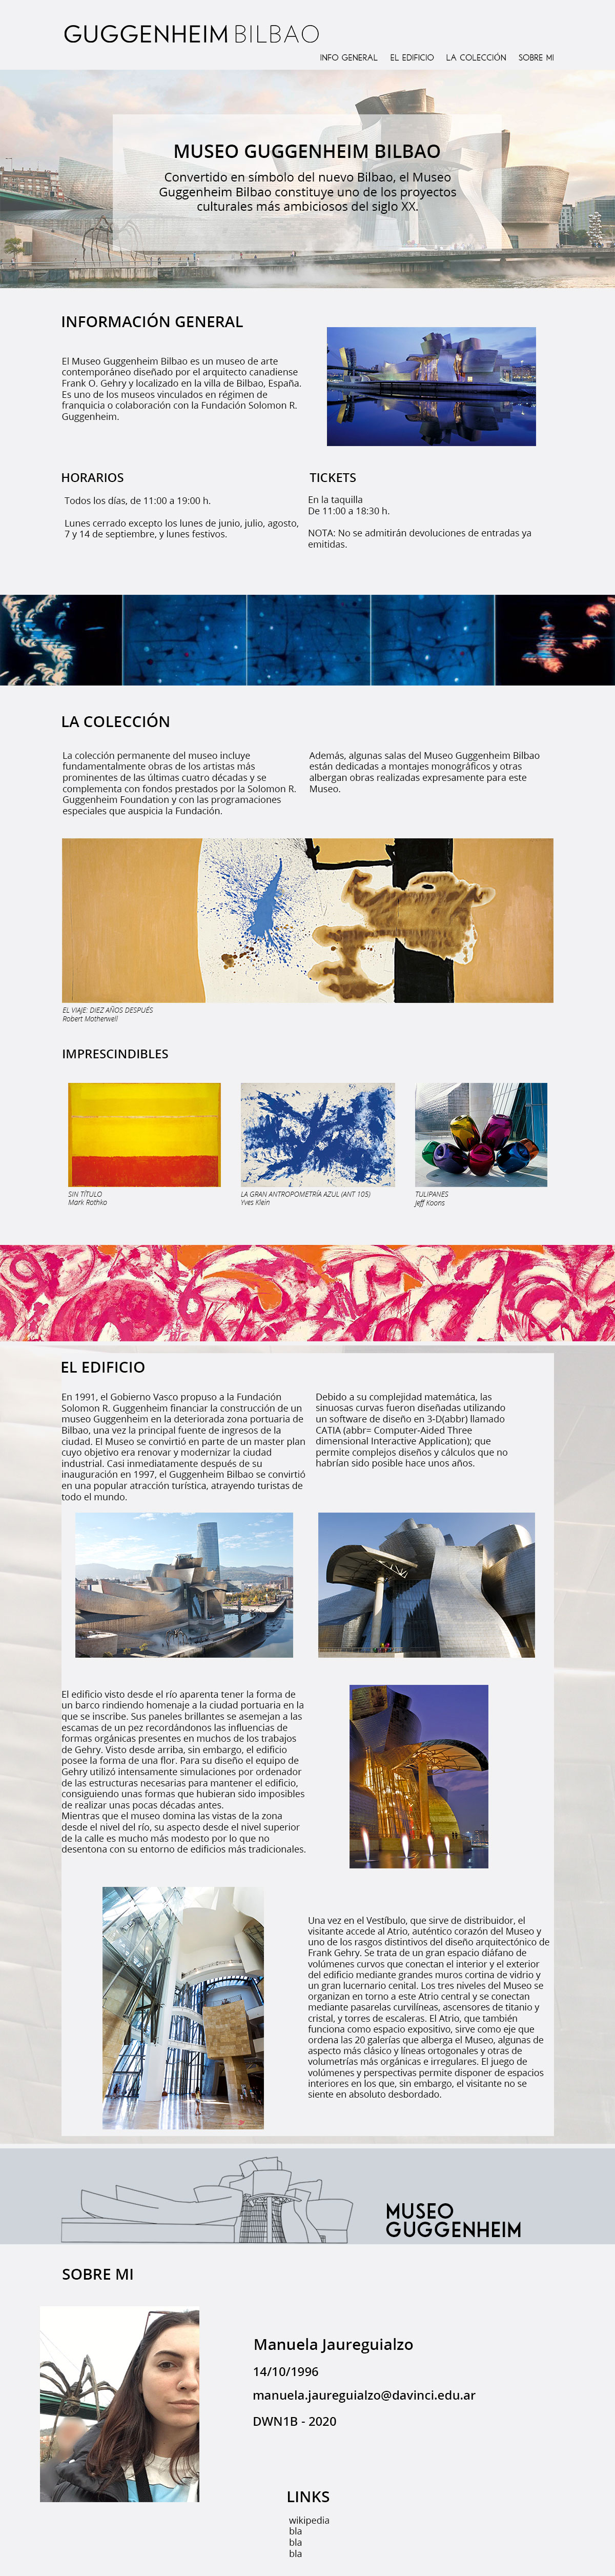 GUGGENHEIM BILBAO
INFO GENERAL EL EDIFICIO LA COLECCIÓN SOBRE MI
MUSEO GUGGENHEIM BILBAO
Convertido en símbolo del nuevo Bilbao, el Museo
Guggenheim Bilbao constituye uno de los proyectos
culturales más ambiciosos del siglo XX.
INFORMACIÓN GENERAL
El Museo Guggenheim Bilbao es un museo de arte
contemporáneo diseñado por el arquitecto canadiense
Frank O. Gehry y localizado en la villa de Bilbao, España.
Es uno de los museos vinculados en régimen de
franquicia o colaboración con la Fundación Solomon R.
Guggenheim.
HORARIOS
Todos los días, de 11:00 a 19:00 h.
Lunes cerrado excepto los lunes de junio, julio, agosto,
7 y 14 de septiembre, y lunes festivos.
TICKETS
En la taquilla
De 11:00 a 18:30 h.
NOTA: No se admitirán devoluciones de entradas ya
emitidas.
LA COLECCIÓN
La colección permanente del museo incluye
fundamentalmente obras de los artistas más
prominentes de las últimas cuatro décadas y se
complementa con fondos prestados por la Solomon R.
Guggenheim Foundation y con las programaciones
especiales que auspicia la Fundación.
Además, algunas salas del Museo Guggenheim Bilbao
están dedicadas a montajes monográficos y otras
albergan obras realizadas expresamente para este
Museo.
EL VIAJE: DIEZ AÑOS DESPUÉS
Robert Motherwell
IMPRESCINDIBLES
SIN TÍTULO
Mark Rothko
LA GRAN ANTROPOMETRÍA AZUL (ANT 105)
Yves Klein
TULIPANES
Jeff Koons
EL EDIFICIO
En 1991, el Gobierno Vasco propuso a la Fundación
Solomon R. Guggenheim financiar la construcción de un
museo Guggenheim en la deteriorada zona portuaria de
Bilbao, una vez la principal fuente de ingresos de la
ciudad. El Museo se convirtió en parte de un master plan
cuyo objetivo era renovar y modernizar la ciudad
industrial. Casi inmediatamente después de su
inauguración en 1997, el Guggenheim Bilbao se convirtió
en una popular atracción turística, atrayendo turistas de
todo el mundo.
Debido a su complejidad matemática, las
sinuosas curvas fueron diseñadas utilizando
un software de diseño en 3-D(abbr) llamado
CATIA (abbr= Computer-Aided Three
dimensional Interactive Application); que
permite complejos diseños y cálculos que no
habrían sido posible hace unos años.
El edificio visto desde el río aparenta tener la forma de
un barco rindiendo homenaje a la ciudad portuaria en la
que se inscribe. Sus paneles brillantes se asemejan a las
escamas de un pez recordándonos las influencias de
formas orgánicas presentes en muchos de los trabajos
de Gehry. Visto desde arriba, sin embargo, el edificio
posee la forma de una flor. Para su diseño el equipo de
Gehry utilizó intensamente simulaciones por ordenador
de las estructuras necesarias para mantener el edificio,
consiguiendo unas formas que hubieran sido imposibles
de realizar unas pocas décadas antes.
Mientras que el museo domina las vistas de la zona
desde el nivel del río, su aspecto desde el nivel superior
de la calle es mucho más modesto por lo que no
desentona con su entorno de edificios más tradicionales.
Una vez en el Vestíbulo, que sirve de distribuidor, el
visitante accede al Atrio, auténtico corazón del Museo y
uno de los rasgos distintivos del diseño arquitectónico de
Frank Gehry. Se trata de un gran espacio diáfano de
volúmenes curvos que conectan el interior y el exterior
del edificio mediante grandes muros cortina de vidrio y
un gran lucernario cenital. Los tres niveles del Museo se
organizan en torno a este Atrio central y se conectan
mediante pasarelas curvilíneas, ascensores de titanio y
cristal, y torres de escaleras. El Atrio, que también
funciona como espacio expositivo, sirve como eje que
ordena las 20 galerías que alberga el Museo, algunas de
aspecto más clásico y líneas ortogonales y otras de
volumetrías más orgánicas e irregulares. El juego de
volúmenes y perspectivas permite disponer de espacios
interiores en los que, sin embargo, el visitante no se
siente en absoluto desbordado.
MUSEO
GUGGENHEIM
SOBRE MI
Manuela Jaureguialzo
14/10/1996
manuela.jaureguialzo@davinci.edu.ar
DWN1B - 2020
LINKS
wikipedia
bla
bla
bla